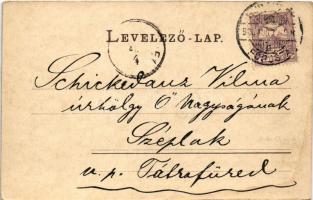 LEVELEZŐ-LAP.
Schickedanz Vilma
úrhölgy Ő Nagyságának
Széplak
u. p. Tátrafüred